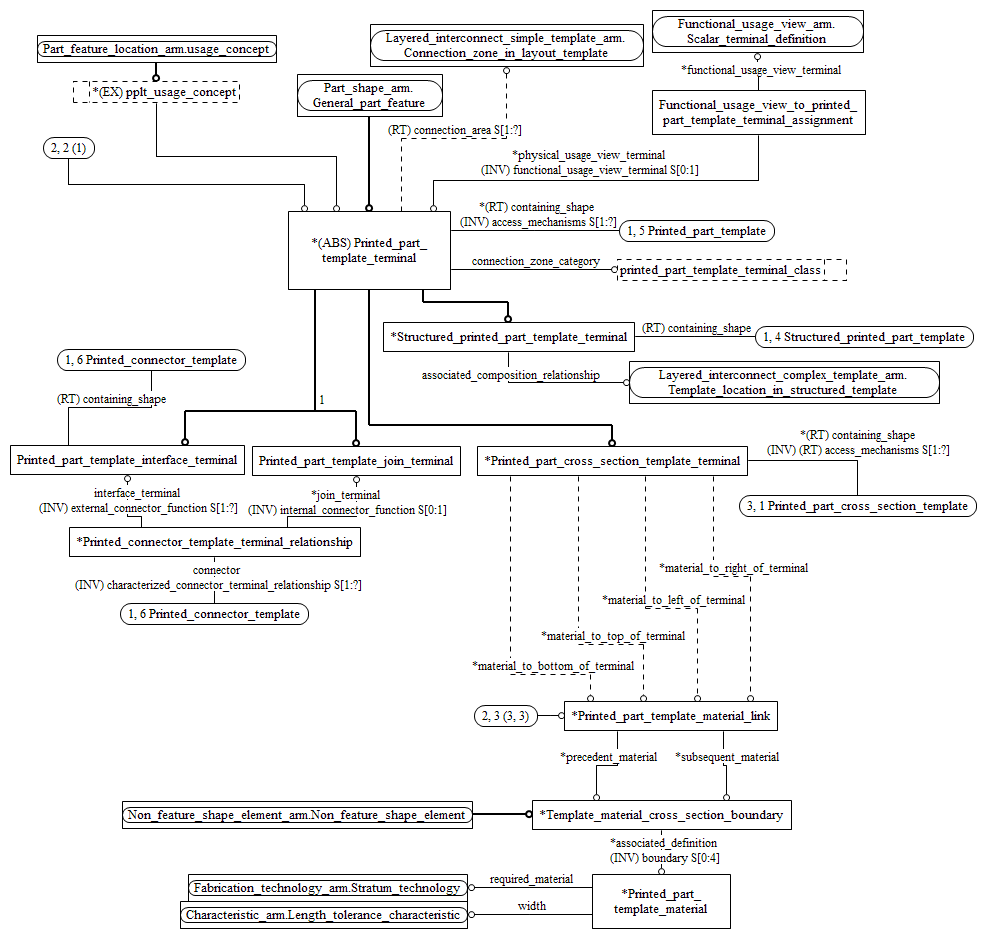 Part_feature_location_arm.usage_concept
*(EX) pplt_usage_concept
Layered_interconnect_simple_template_arm.
Connection_zone_in_layout_template
Functional_usage_view_arm.
Scalar_terminal_definition
*functional_usage_view_terminal
Part_shape_arm.
General_part_feature
Functional_usage_view_to_printed_
part_template_terminal_assignment
(RT) connection_area S[1:?]
2, 2 (1)
*physical_usage_view_terminal
(INV) functional_usage_view_terminal S[0:1]
*(ABS) Printed_part_
template_terminal
*(RT) containing_shape
(INV) access_mechanisms S[1:?]
1, 5 Printed_part_template
connection_zone_category
printed_part_template_terminal_class
*Structured_printed_part_template_terminal
(RT) containing_shape
1, 4 Structured_printed_part_template
associated_composition_relationship
Layered_interconnect_complex_template_arm.
Template_location_in_structured_template
1, 6 Printed_connector_template
(RT) containing_shape
1
Printed_part_template_interface_terminal
Printed_part_template_join_terminal
*Printed_part_cross_section_template_terminal
*(RT) containing_shape
(INV) (RT) access_mechanisms S[1:?]
3, 1 Printed_part_cross_section_template
interface_terminal
(INV) external_connector_function S[1:?]
*join_terminal
(INV) internal_connector_function S[0:1]
*Printed_connector_template_terminal_relationship
connector
(INV) characterized_connector_terminal_relationship S[1:?]
1, 6 Printed_connector_template
*material_to_right_of_terminal
*material_to_left_of_terminal
*material_to_top_of_terminal
*material_to_bottom_of_terminal
2, 3 (3, 3)
*Printed_part_template_material_link
*precedent_material
*subsequent_material
Non_feature_shape_element_arm.Non_feature_shape_element
*Template_material_cross_section_boundary
*associated_definition
(INV) boundary S[0:4]
Fabrication_technology_arm.Stratum_technology
required_material
*Printed_part_
template_material
Characteristic_arm.Length_tolerance_characteristic
width